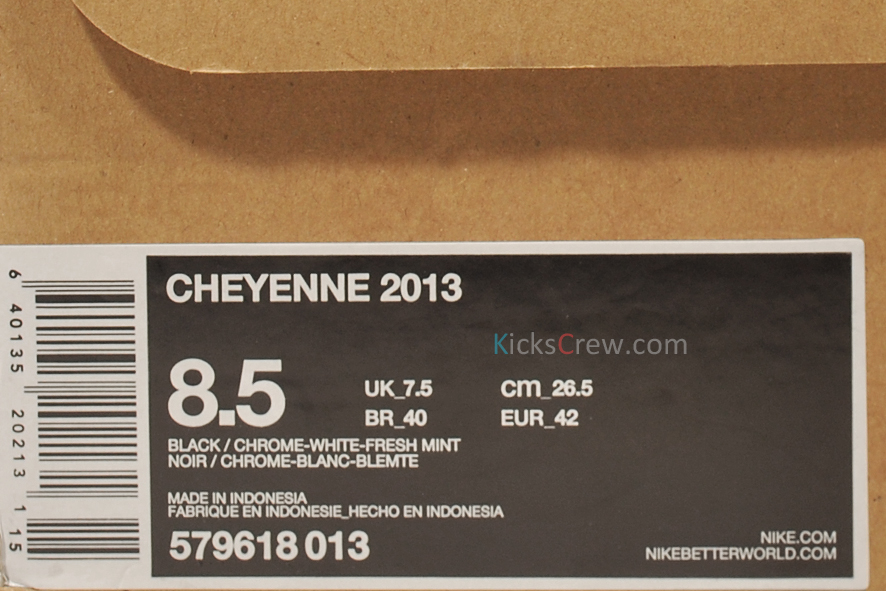 CHEYENNE 2013
KicksCrew.com
8.5
UK_7.5 cm_26.5
BR_40 EUR_42
BLACK / CHROME-WHITE-FRESH MINT
NOIR / CHROME-BLANC-BLEMTE
MADE IN INDONESIA
FABRIQUE EN INDONESIE_HECHO EN INDONESIA
579618 013
NIKE.COM
NIKEBETTERWORLD.COM
6 40135 20213 1 15